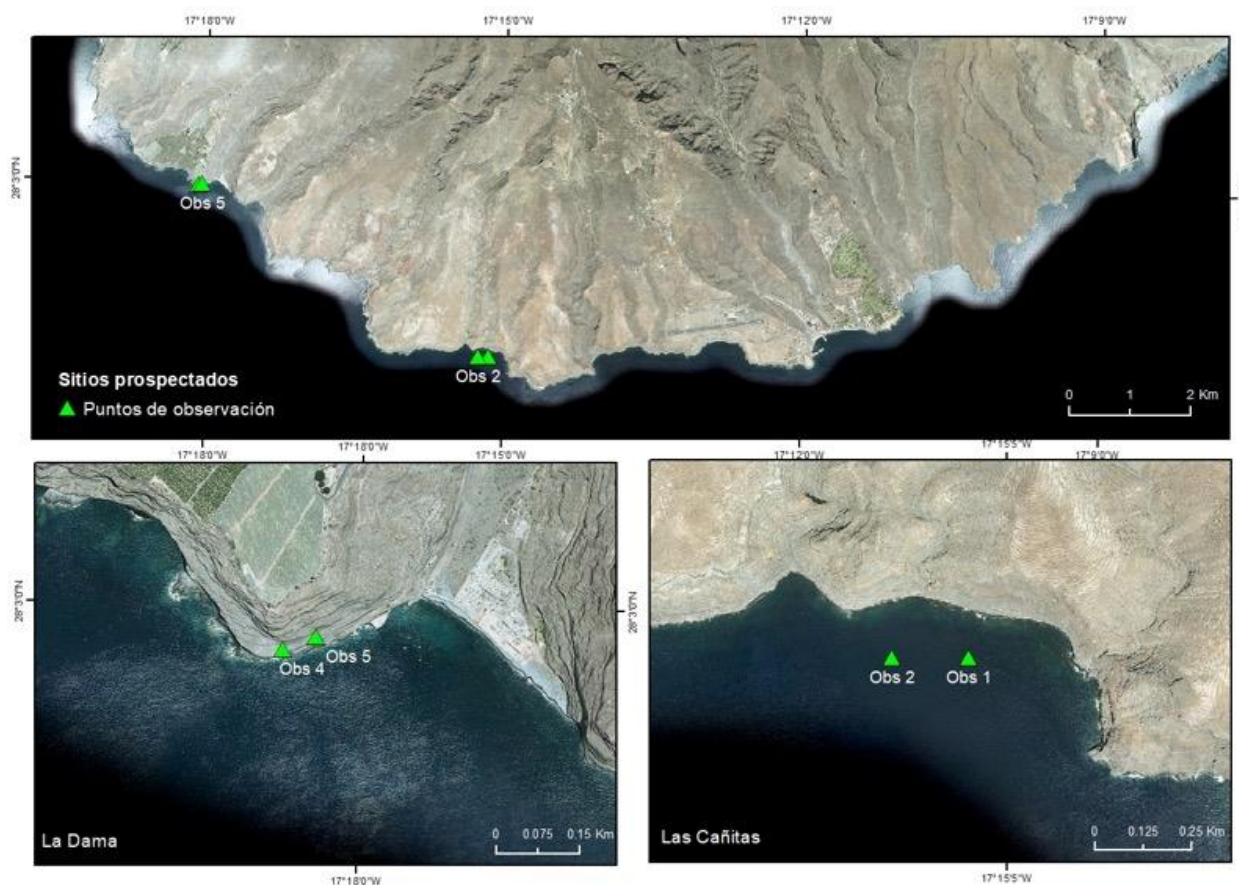 17°18'0"W 17°15'0"W 17°12'0"W 17°9'0"W
28°3'0"N
Obs 5
Obs 2
Sitios prospectados
Puntos de observación
0 1 2 Km
17°18'0"W 17°18'0"W 17°15'0"W 17°12'0"W 17°15'5"W 17°9'0"W
28°3'0"N
28°3'0"N
Obs 4
Obs 5
Obs 2 Obs 1
La Dama
0 0.075 0.15 Km
Las Cañitas
0 0.125 0.25 Km
17°18'0"W 17°15'5"W